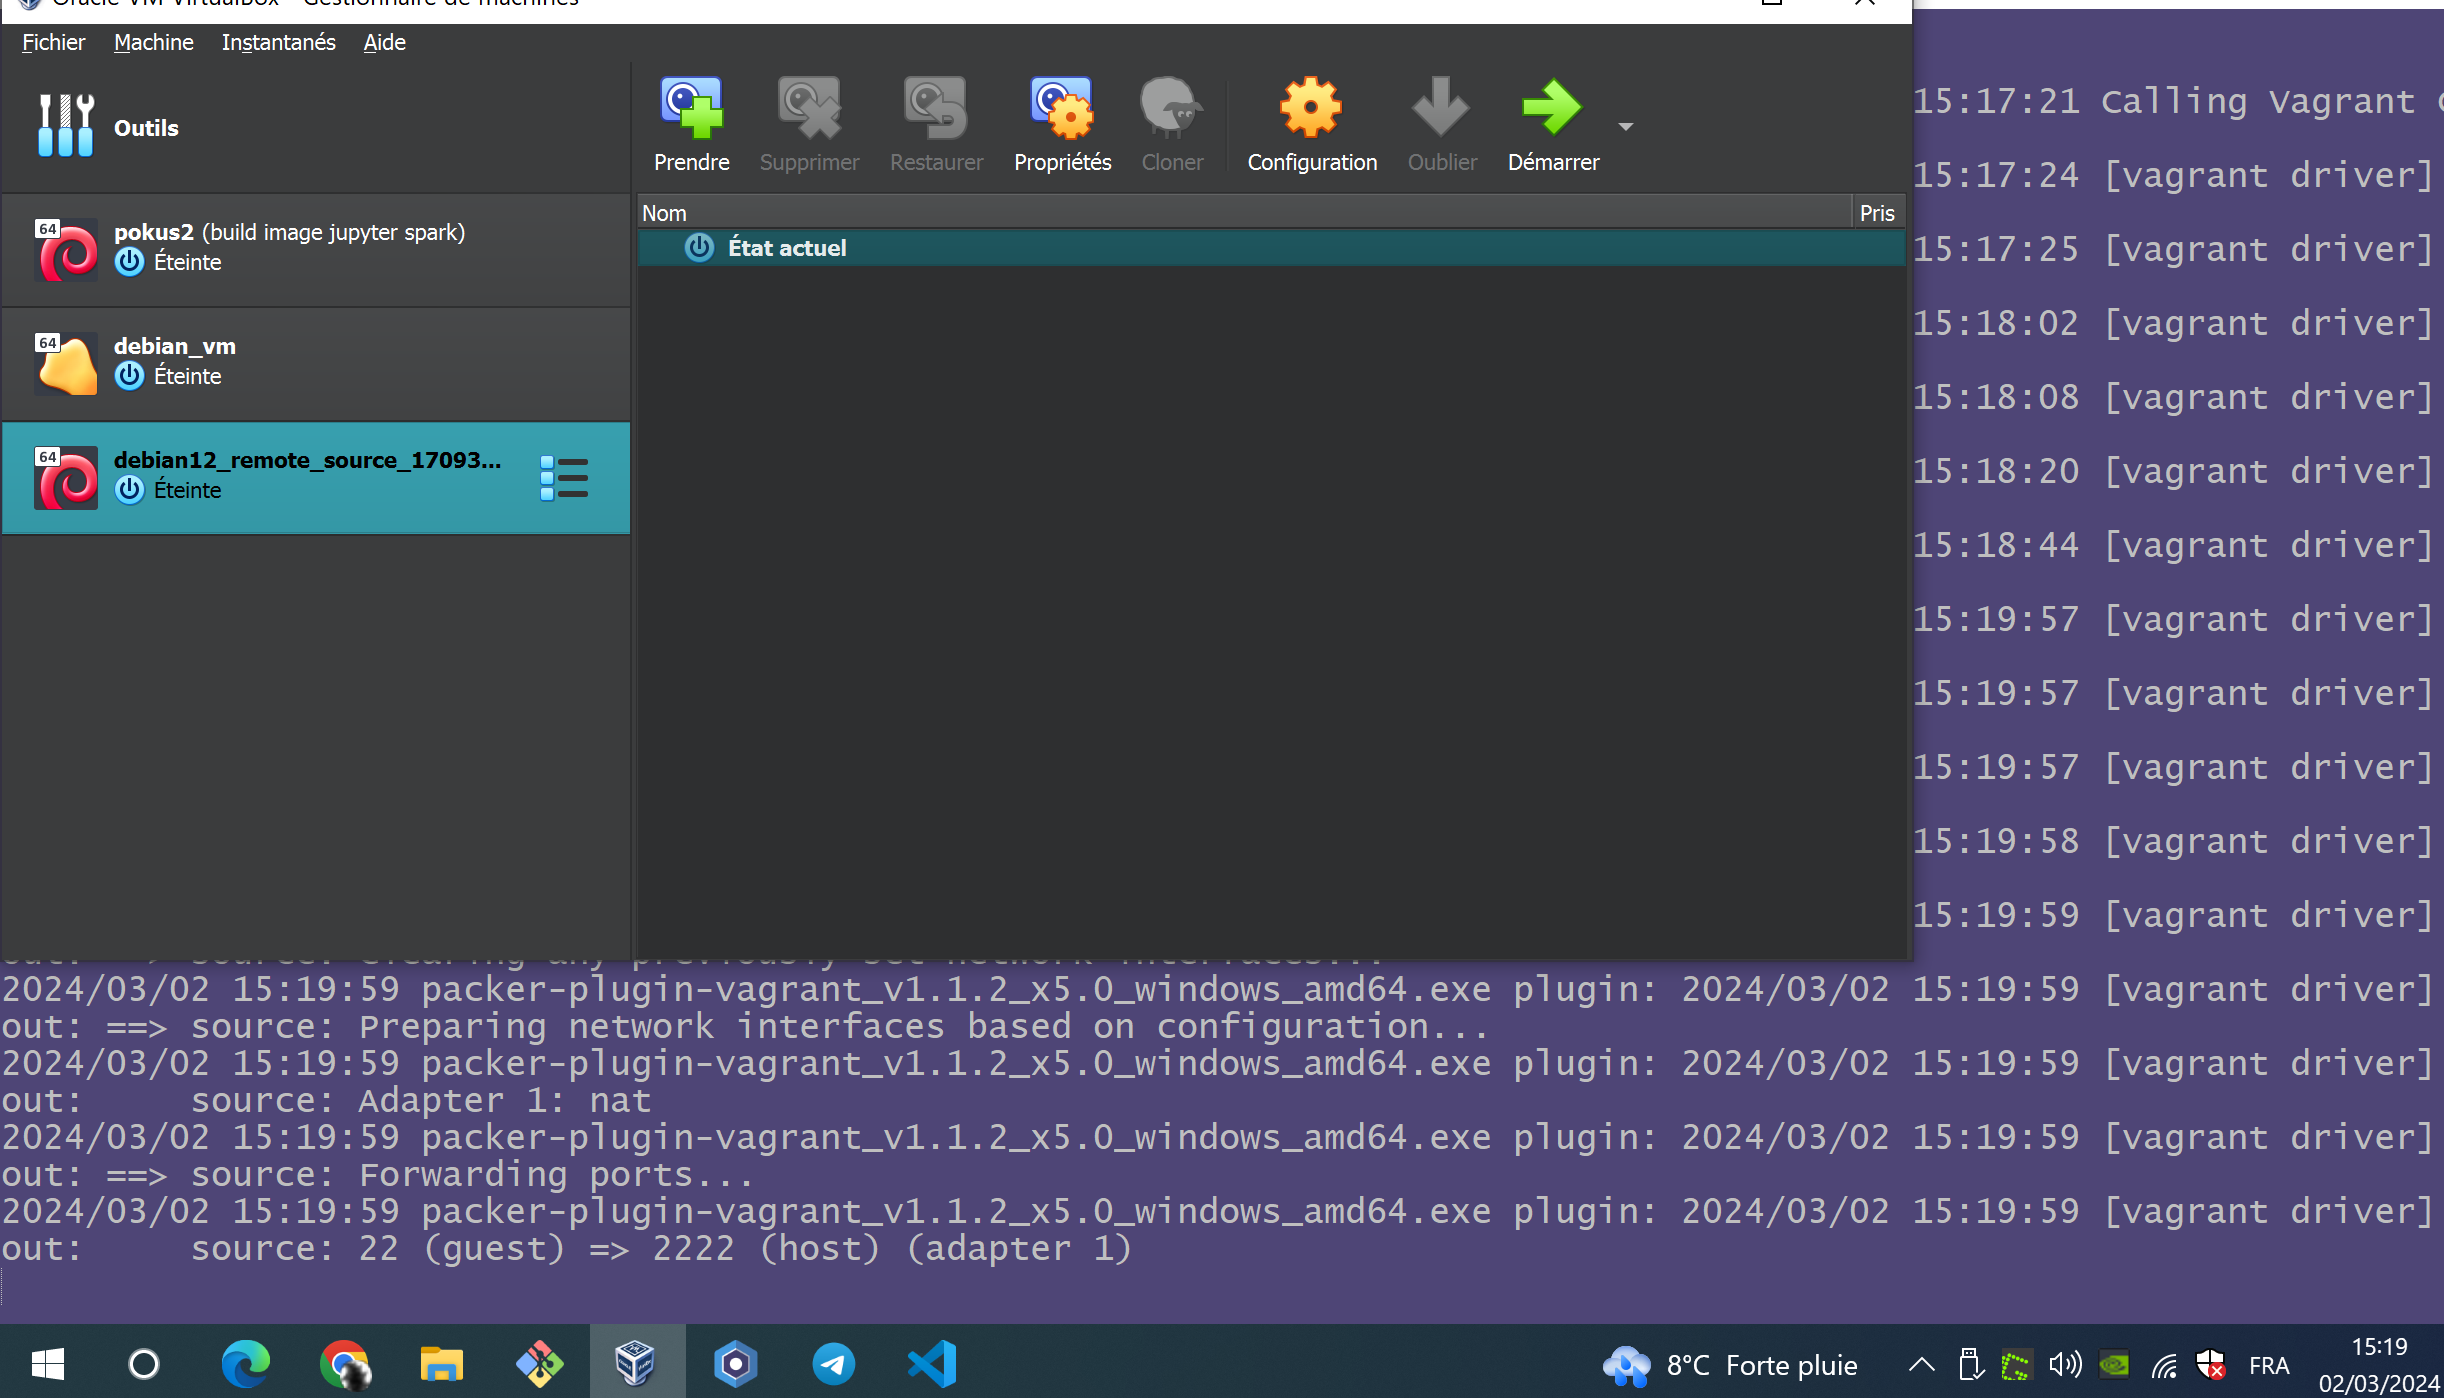 Oracle VM VirtualBox - Gestionnaire de machines
Fichier Machine Instantanés Aide
Outils
Prendre Supprimer Restaurer Propriétés Cloner Configuration Oublier Démarrer
Nom Pris
État actuel
64 pokus2 (build image jupyter spark)
Éteinte
64 debian_vm
Éteinte
64 debian12_remote_source_17093...
Éteinte
15:17:21 Calling Vagrant
15:17:24 [vagrant driver]
15:17:25 [vagrant driver]
15:18:02 [vagrant driver]
15:18:08 [vagrant driver]
15:18:20 [vagrant driver]
15:18:44 [vagrant driver]
15:19:57 [vagrant driver]
15:19:57 [vagrant driver]
15:19:57 [vagrant driver]
15:19:58 [vagrant driver]
15:19:59 [vagrant driver]
out: ==> source: Clearing any previously set network interfaces...
2024/03/02 15:19:59 packer-plugin-vagrant_v1.1.2_x5.0_windows_amd64.exe plugin: 2024/03/02 15:19:59 [vagrant driver]
out: ==> source: Preparing network interfaces based on configuration...
2024/03/02 15:19:59 packer-plugin-vagrant_v1.1.2_x5.0_windows_amd64.exe plugin: 2024/03/02 15:19:59 [vagrant driver]
out:     source: Adapter 1: nat
2024/03/02 15:19:59 packer-plugin-vagrant_v1.1.2_x5.0_windows_amd64.exe plugin: 2024/03/02 15:19:59 [vagrant driver]
out: ==> source: Forwarding ports...
2024/03/02 15:19:59 packer-plugin-vagrant_v1.1.2_x5.0_windows_amd64.exe plugin: 2024/03/02 15:19:59 [vagrant driver]
out:     source: 22 (guest) => 2222 (host) (adapter 1)
8°C Forte pluie
FRA
15:19
02/03/2024